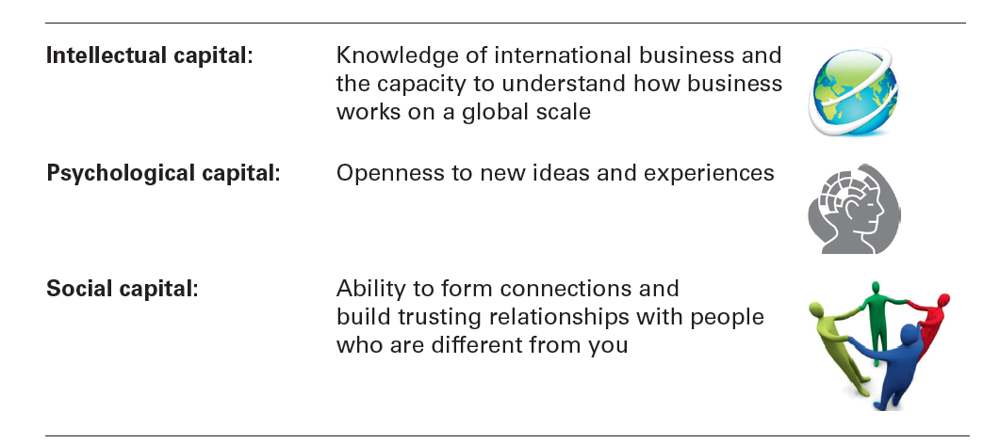 Intellectual capital: Knowledge of international business and
the capacity to understand how business
works on a global scale
Psychological capital: Openness to new ideas and experiences
Social capital: Ability to form connections and
build trusting relationships with people
who are different from you